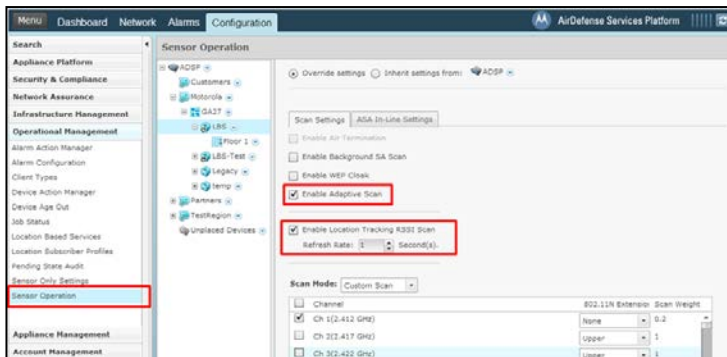 Menu Dashboard Network Alarms Configuration AirDefense Services Platform
Search
Appliance Platform
Security & Compliance
Network Assurance
Infrastructure Management
Operational Management
Alarm Action Manager
Alarm Configuration
Client Types
Device Action Manager
Device Age Out
Job Status
Location Based Services
Location Subscriber Profiles
Pending State Audit
Sensor Only Settings
Sensor Operation
Appliance Management
Account Management
Sensor Operation
ADSP
Customers
Motorola
GA27
LBS
Floor 1
LBS-Test
Legacy
temp
Partners
TestRegion
Unplaced Devices
Override settings Inherit settings from: ADSP
Scan Settings ASA In-Line Settings
Enable Air Termination
Enable Background SA Scan
Enable WEP Cloak
Enable Adaptive Scan
Enable Location Tracking RSSI Scan
Refresh Rate: 1 Second(s).
Scan Mode: Custom Scan
Channel 802.11N Extension Scan Weight
Ch 1(2.412 GHz) None 0.2
Ch 2(2.417 GHz) Upper 1
Ch 3(2.422 GHz) Upper 1